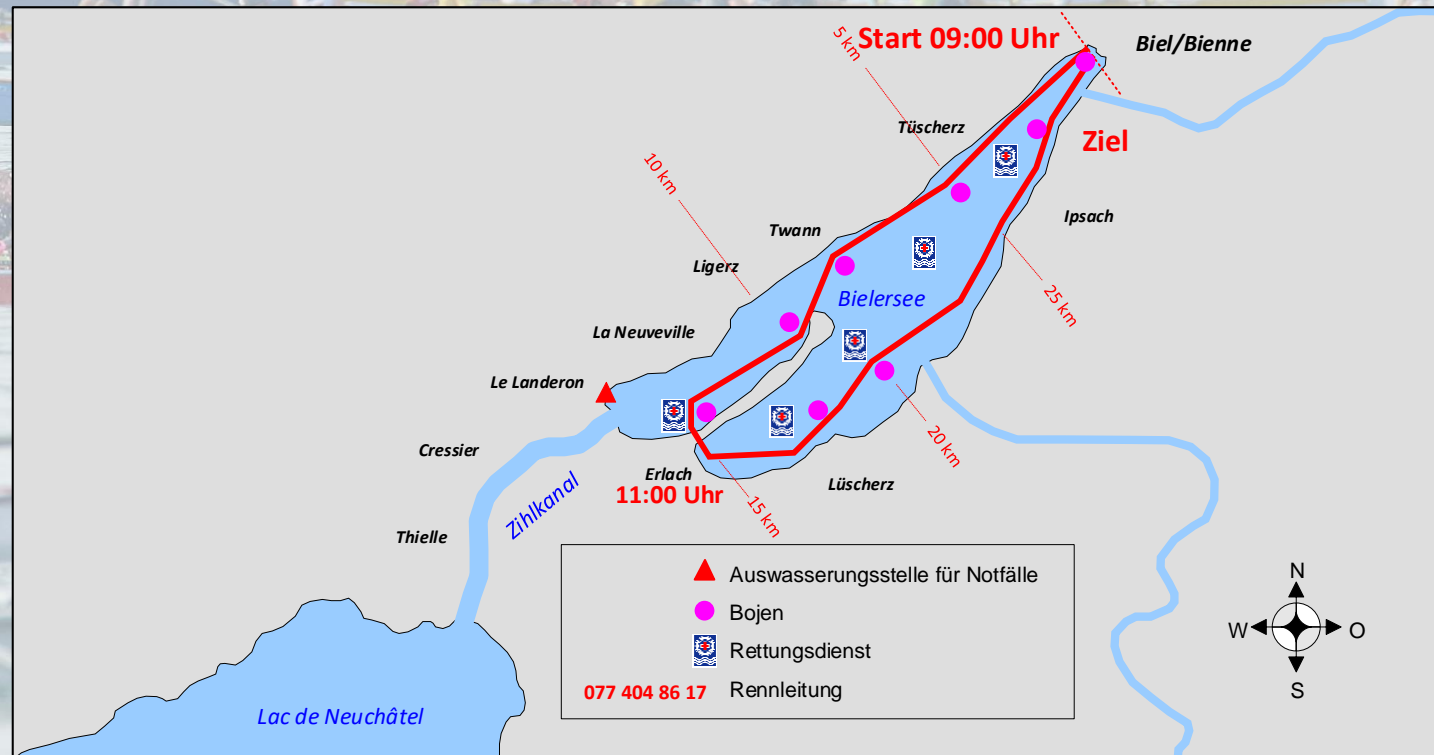 Start 09:00 Uhr
Biel/Bienne
5 km
Tüscherz
Ziel
10 km
Ipsach
Twann
Ligerz
Bielersee
25 km
La Neuveville
Le Landeron
20 km
Cressier
Erlach
Lüscherz
11:00 Uhr
15 km
Zihlkanal
Thielle
Auswasserungsstelle für Notfälle
Bojen
Rettungsdienst
077 404 86 17 Rennleitung
N
W O
S
Lac de Neuchâtel